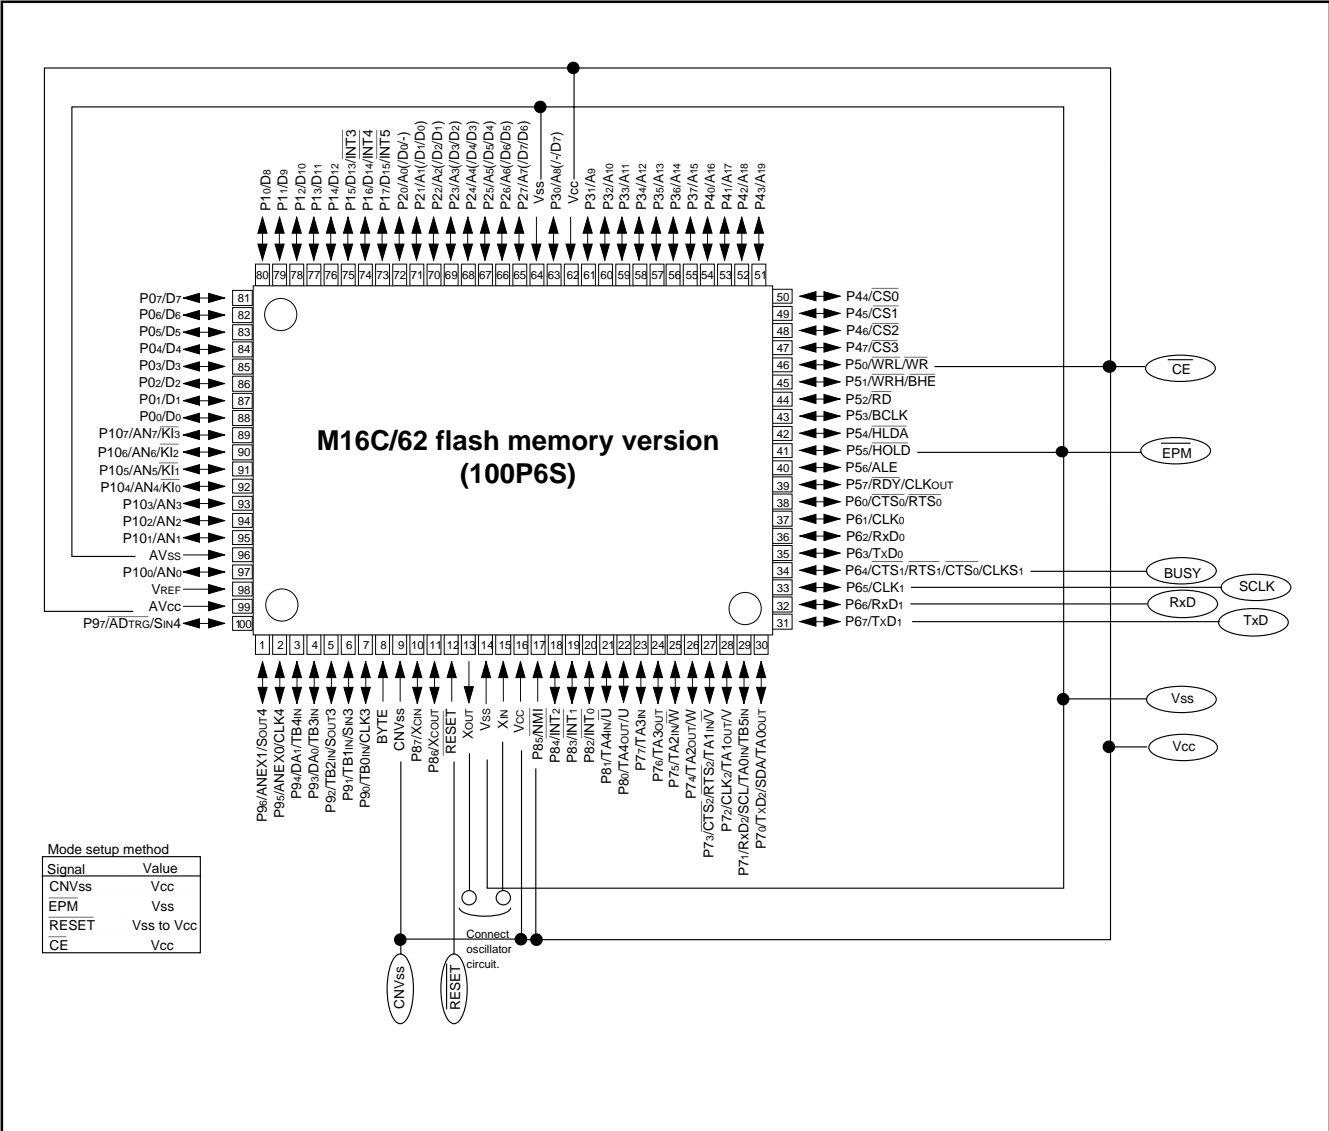 P10/D8
P11/D9
P12/D10
P13/D11
P14/D12
P15/D13/INT3
P16/D14/INT4
P17/D15/INT5
P20/A0(/D0/-)
P21/A1(/D1/D0)
P22/A2(/D2/D1)
P23/A3(/D3/D2)
P24/A4(/D4/D3)
P25/A5(/D5/D4)
P26/A6(/D6/D5)
P27/A7(/D7/D6)
Vss
P30/A8(/-/D7)
Vcc
P31/A9
P32/A10
P33/A11
P34/A12
P35/A13
P36/A14
P37/A15
P40/A16
P41/A17
P42/A18
P43/A19
80 79 78 77 76 75 74 73 72 71 70 69 68 67 66 65 64 63 62 61 60 59 58 57 56 55 54 53 52 51
P07/D7 81
P06/D6 82
P05/D5 83
P04/D4 84
P03/D3 85
P02/D2 86
P01/D1 87
P00/D0 88
P107/AN7/KI3 89
P106/AN6/KI2 90
P105/AN5/KI1 91
P104/AN4/KI0 92
P103/AN3 93
P102/AN2 94
P101/AN1 95
AVSS 96
P100/AN0 97
VREF 98
AVcc 99
P97/ADTRG/SIN4 100
M16C/62 flash memory version
(100P6S)
50 P44/CS0
49 P45/CS1
48 P46/CS2
47 P47/CS3
46 P50/WRL/WR
45 P51/WRH/BHE
44 P52/RD
43 P53/BCLK
42 P54/HLDA
41 P55/HOLD
40 P56/ALE
39 P57/RDY/CLKOUT
38 P60/CTS0/RTS0
37 P61/CLK0
36 P62/RxD0
35 P63/TXD0
34 P64/CTS1/RTS1/CTS0/CLKS1
33 P65/CLK1
32 P66/RxD1
31 P67/TXD1
CE
EPM
BUSY
SCLK
RxD
TxD
Vss
Vcc
1 2 3 4 5 6 7 8 9 10 11 12 13 14 15 16 17 18 19 20 21 22 23 24 25 26 27 28 29 30
P96/ANEX1/SOUT4
P95/ANEX0/CLK4
P94/DA1/TB4IN
P93/DA0/TB3IN
P92/TB2IN/SOUT3
P91/TB1IN/SIN3
P90/TB0IN/CLK3
BYTE
CNVss
P87/XCIN
P86/XCOUT
RESET
XOUT
VSS
XIN
VCC
P85/NMI
P84/INT2
P83/INT1
P82/INT0
P81/TA4IN/U
P80/TA4OUT/U
P77/TA3IN
P76/TA3OUT
P75/TA2IN/W
P74/TA2OUT/W
P73/CTS2/RTS2/TA1IN/V
P72/CLK2/TA1OUT/V
P71/RxD2/SCL/TA0IN/TB5IN
P70/TXD2/SDA/TA0OUT
Connect
oscillator
circuit.
CNVss
RESET
Mode setup method
Signal Value
CNVss Vcc
EPM Vss
RESET Vss to Vcc
CE Vcc